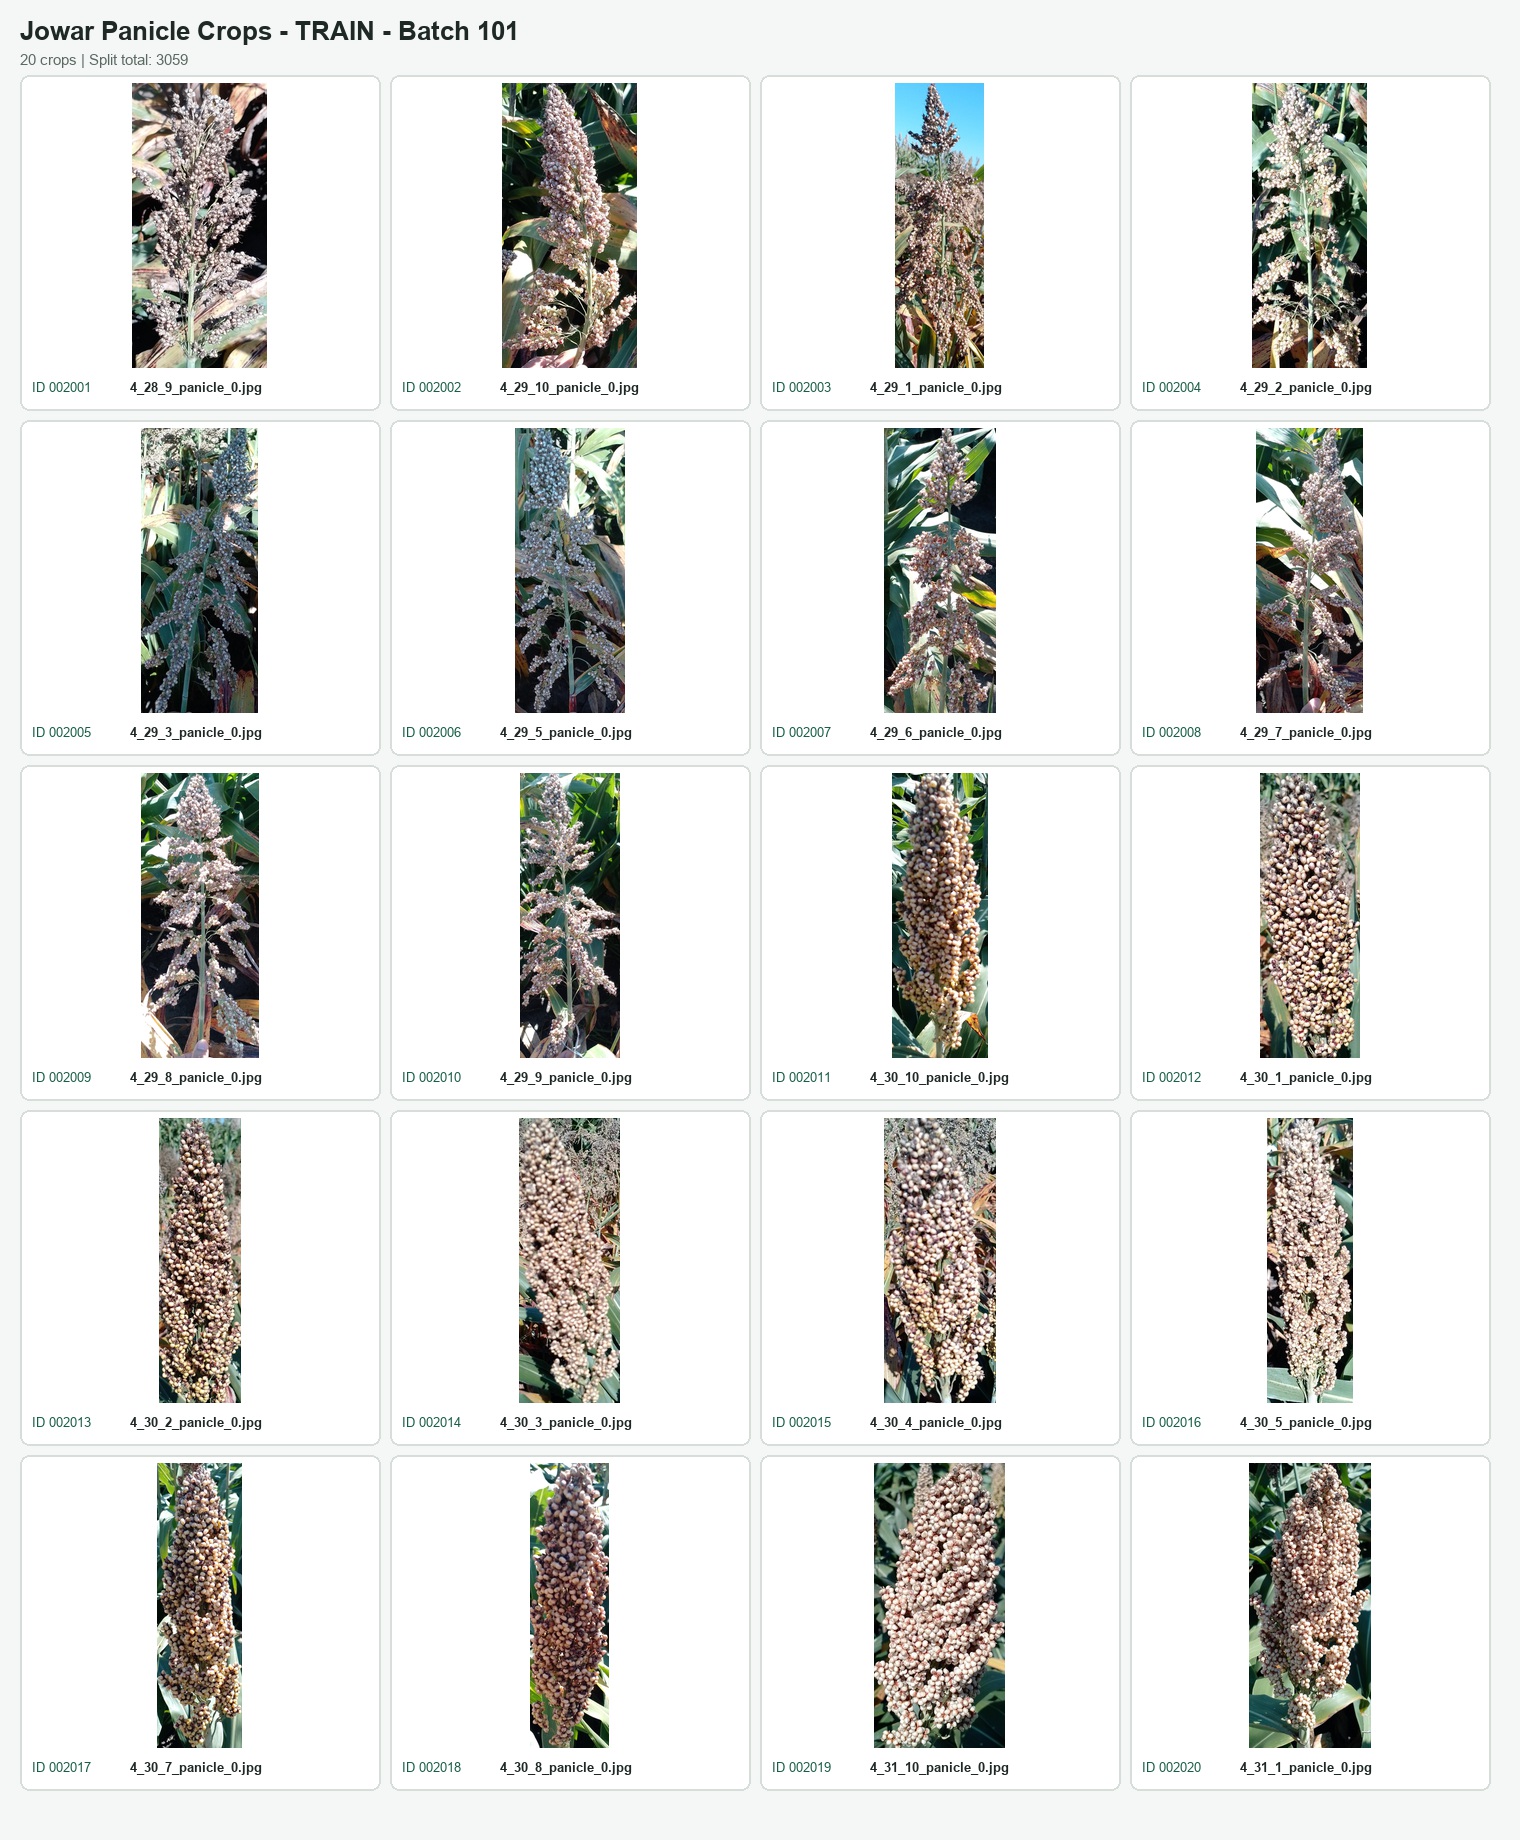 Jowar Panicle Crops - TRAIN - Batch 101
20 crops | Split total: 3059
ID 002001 4_28_9_panicle_0.jpg
ID 002002 4_29_10_panicle_0.jpg
ID 002003 4_29_1_panicle_0.jpg
ID 002004 4_29_2_panicle_0.jpg
ID 002005 4_29_3_panicle_0.jpg
ID 002006 4_29_5_panicle_0.jpg
ID 002007 4_29_6_panicle_0.jpg
ID 002008 4_29_7_panicle_0.jpg
ID 002009 4_29_8_panicle_0.jpg
ID 002010 4_29_9_panicle_0.jpg
ID 002011 4_30_10_panicle_0.jpg
ID 002012 4_30_1_panicle_0.jpg
ID 002013 4_30_2_panicle_0.jpg
ID 002014 4_30_3_panicle_0.jpg
ID 002015 4_30_4_panicle_0.jpg
ID 002016 4_30_5_panicle_0.jpg
ID 002017 4_30_7_panicle_0.jpg
ID 002018 4_30_8_panicle_0.jpg
ID 002019 4_31_10_panicle_0.jpg
ID 002020 4_31_1_panicle_0.jpg